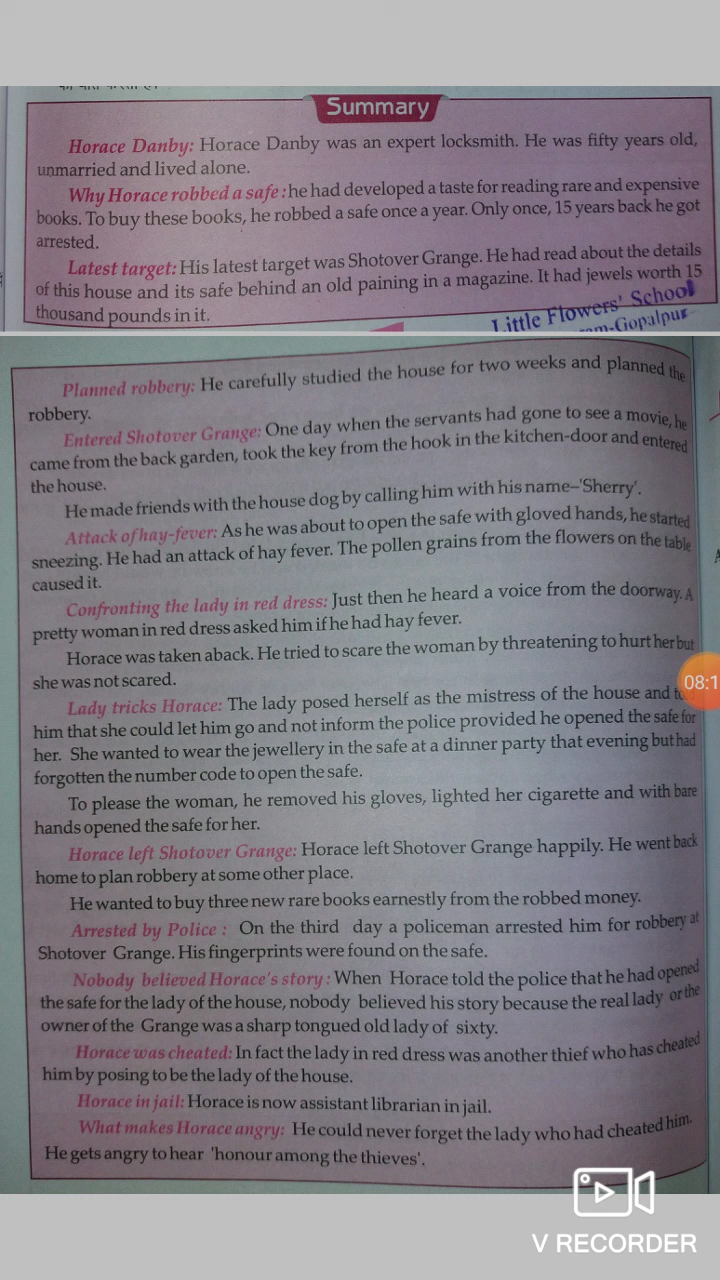 Summary
Horace Danby: Horace Danby was an expert locksmith. He was fifty years old,
unmarried and lived alone.
Why Horace robbed a safe : he had developed a taste for reading rare and expensive
books. To buy these books, he robbed a safe once a year. Only once, 15 years back he got
arrested.
Latest target: His latest target was Shotover Grange. He had read about the details
of this house and its safe behind an old paining in a magazine. It had jewels worth 15
thousand pounds in it.
Little Flowers' School
-Gopalpur
Planned robbery: He carefully studied the house for two weeks and planned the
robbery.
Entered Shotover Grange: One day when the servants had gone to see a movie, he
came from the back garden, took the key from the hook in the kitchen-door and entered
the house.
He made friends with the house dog by calling him with his name–'Sherry'.
Attack of hay-fever: As he was about to open the safe with gloved hands, he started
sneezing. He had an attack of hay fever. The pollen grains from the flowers on the table
caused it.
Confronting the lady in red dress: Just then he heard a voice from the doorway. A
pretty woman in red dress asked him if he had hay fever.
Horace was taken aback. He tried to scare the woman by threatening to hurt her but
she was not scared.
08:1
Lady tricks Horace: The lady posed herself as the mistress of the house and
him that she could let him go and not inform the police provided he opened the safe for
her. She wanted to wear the jewellery in the safe at a dinner party that evening but had
forgotten the number code to open the safe.
To please the woman, he removed his gloves, lighted her cigarette and with bare
hands opened the safe for her.
Horace left Shotover Grange: Horace left Shotover Grange happily. He went back
home to plan robbery at some other place.
He wanted to buy three new rare books earnestly from the robbed money.
Arrested by Police : On the third day a policeman arrested him for robbery at
Shotover Grange. His fingerprints were found on the safe.
Nobody believed Horace's story : When Horace told the police that he had opened
the safe for the lady of the house, nobody believed his story because the real lady or the
owner of the Grange was a sharp tongued old lady of sixty.
Horace was cheated: In fact the lady in red dress was another thief who has cheated
him by posing to be the lady of the house.
Horace in jail: Horace is now assistant librarian in jail.
What makes Horace angry: He could never forget the lady who had cheated him.
He gets angry to hear 'honour among the thieves'.
V RECORDER